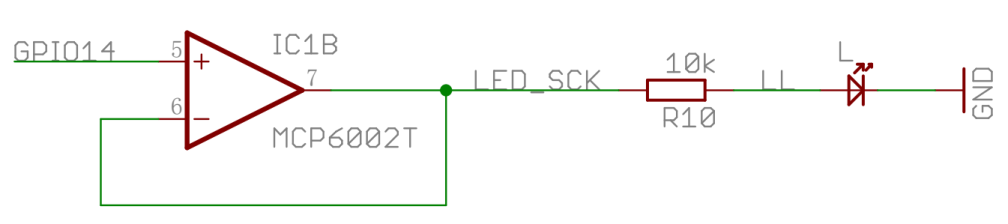 GPIO14
5
IC1B
7
6
MCP6002T
LED_SCK
10k
R10
LL
L
GND